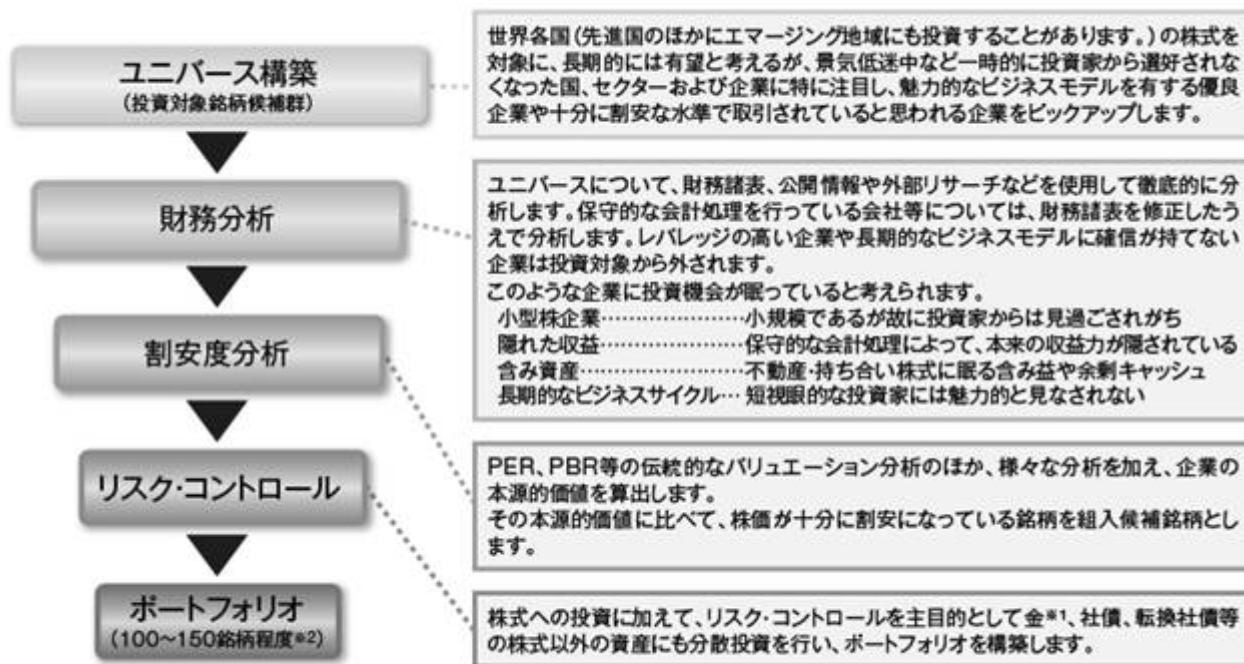 ユニバース構築
(投資対象銘柄候補群)
世界各国(先進国のほかにエマージング地域にも投資することがあります。)の株式を
対象に、長期的には有望と考えるが、景気低迷中など一時的に投資家から選好されな
くなった国、セクターおよび企業に特に注目し、魅力的なビジネスモデルを有する優良
企業や十分に割安な水準で取引されていると思われる企業をピックアップします。
財務分析
ユニバースについて、財務諸表、公開情報や外部リサーチなどを使用して徹底的に分
析します。保守的な会計処理を行っている会社等については、財務諸表を修正したう
えで分析します。レバレッジの高い企業や長期的なビジネスモデルに確信が持てない
企業は投資対象から外されます。
このような企業に投資機会が眠っていると考えられます。
小型株企業…………………小規模であるが故に投資家からは見過ごされがち
隠れた収益…………………保守的な会計処理によって、本来の収益力が隠されている
含み資産……………………不動産・持ち合い株式に眠る含み益や余剰キャッシュ
長期的なビジネスサイクル…短視眼的な投資家には魅力的と見なされない
割安度分析
PER、PBR等の伝統的なバリュエーション分析のほか、様々な分析を加え、企業の
本源的価値を算出します。
その本源的価値に比べて、株価が十分に割安になっている銘柄を組入候補銘柄とし
ます。
リスク・コントロール
株式への投資に加えて、リスク・コントロールを主目的として金※1、社債、転換社債等
の株式以外の資産にも分散投資を行い、ポートフォリオを構築します。
ポートフォリオ
(100～150銘柄程度※2)